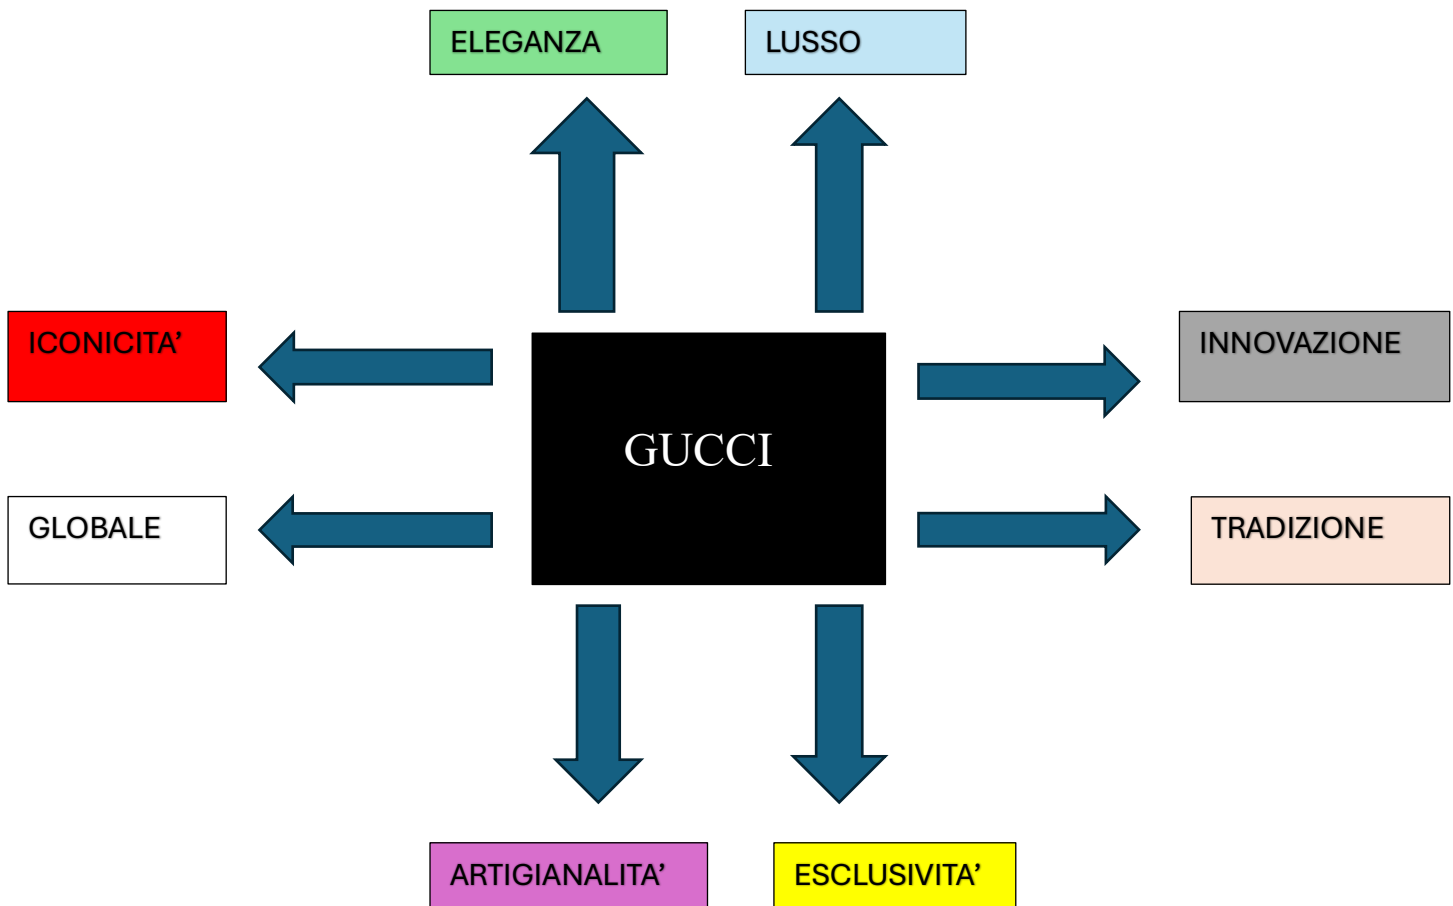 ELEGANZA
LUSSO
ICONICITA’
INNOVAZIONE
GUCCI
GLOBALE
TRADIZIONE
ARTIGIANALITA’
ESCLUSIVITA’